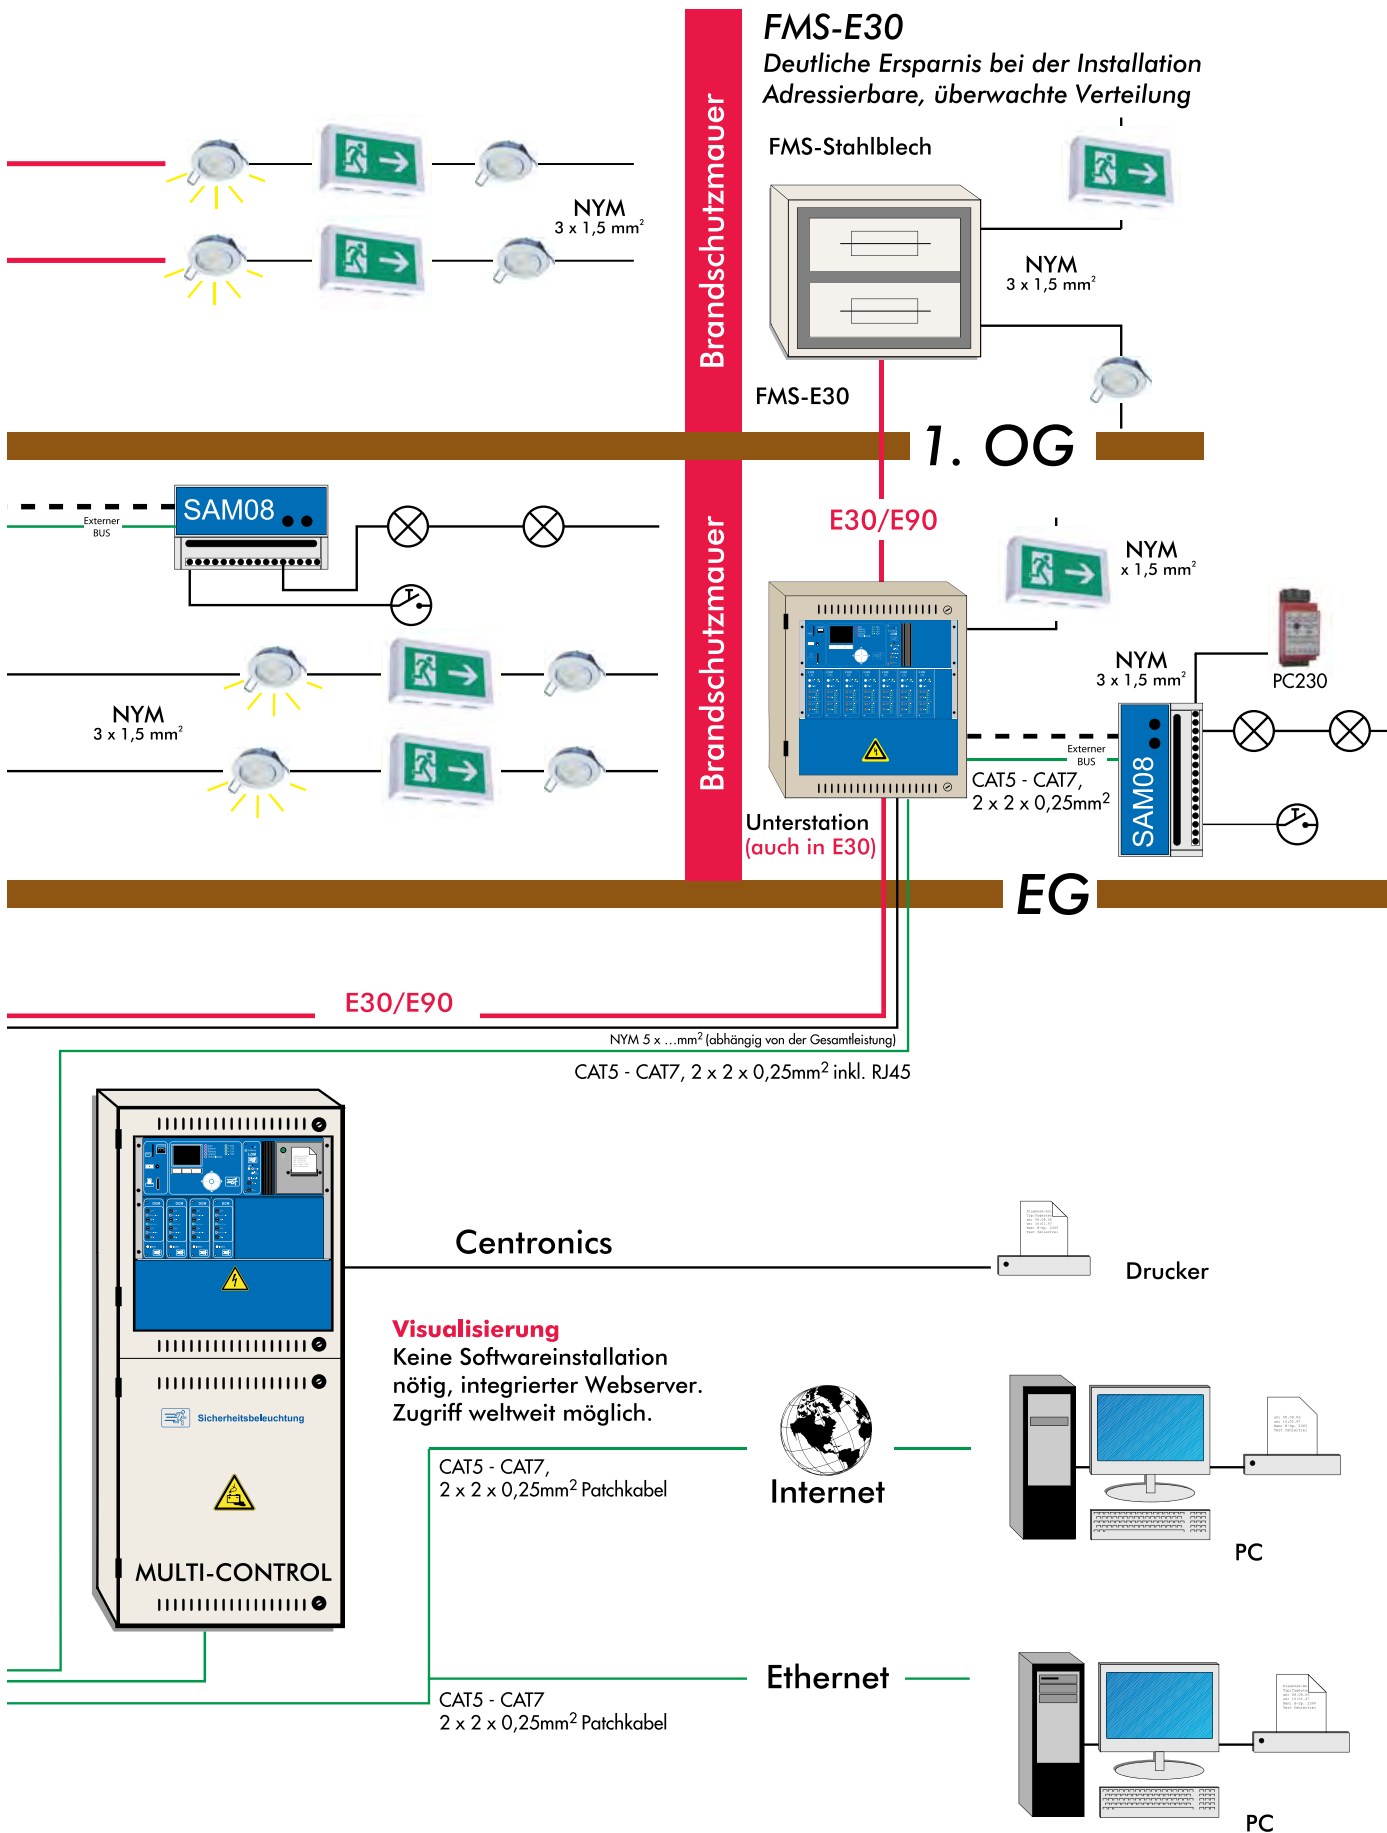 FMS-E30
Deutliche Ersparnis bei der Installation
Adressierbare, überwachte Verteilung
FMS-Stahlblech
Brandschutzmauer
NYM
3 x 1,5 mm²
NYM
3 x 1,5 mm²
FMS-E30
1. OG
SAM08
Externer
BUS
E30/E90
Brandschutzmauer
NYM
x 1,5 mm²
NYM
3 x 1,5 mm²
PC230
NYM
3 x 1,5 mm²
Externer
BUS
CAT5 - CAT7,
2 x 2 x 0,25mm²
SAM08
Unterstation
(auch in E30)
EG
E30/E90
NYM 5 x ...mm² (abhängig von der Gesamtleistung)
CAT5 - CAT7, 2 x 2 x 0,25mm² inkl. RJ45
Centronics
Drucker
Visualisierung
Keine Softwareinstallation
nötig, integrierter Webserver.
Zugriff weltweit möglich.
Sicherheitsbeleuchtung
CAT5 - CAT7,
2 x 2 x 0,25mm² Patchkabel
Internet
PC
MULTI-CONTROL
Ethernet
CAT5 - CAT7
2 x 2 x 0,25mm² Patchkabel
PC